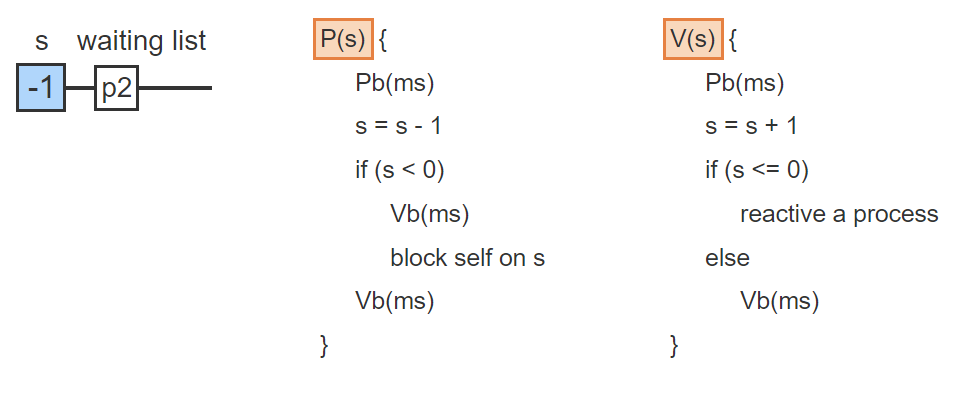 s waiting list
-1 p2
P(s) {
Pb(ms)
s = s - 1
if (s < 0)
Vb(ms)
block self on s
Vb(ms)
}
V(s) {
Pb(ms)
s = s + 1
if (s <= 0)
reactive a process
else
Vb(ms)
}